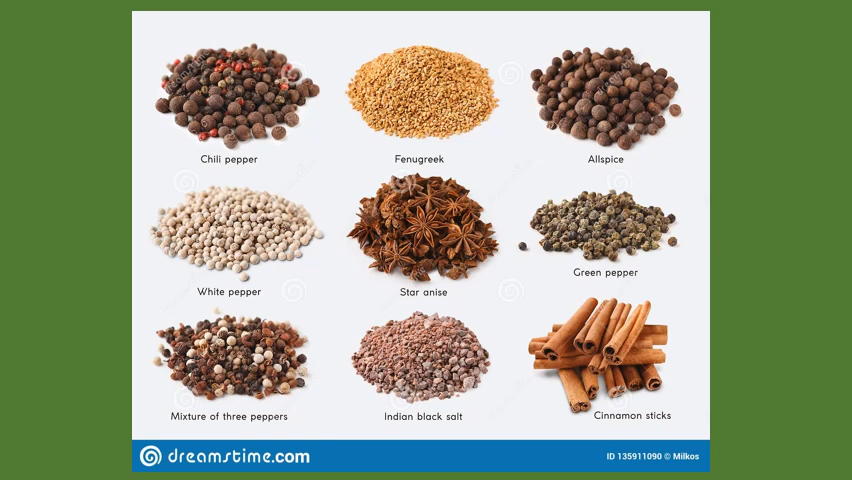 Chili pepper
Fenugreek
Allspice
White pepper
Star anise
Green pepper
Mixture of three peppers
Indian black salt
Cinnamon sticks
dreamstime.com
ID 135911090 © Milkos